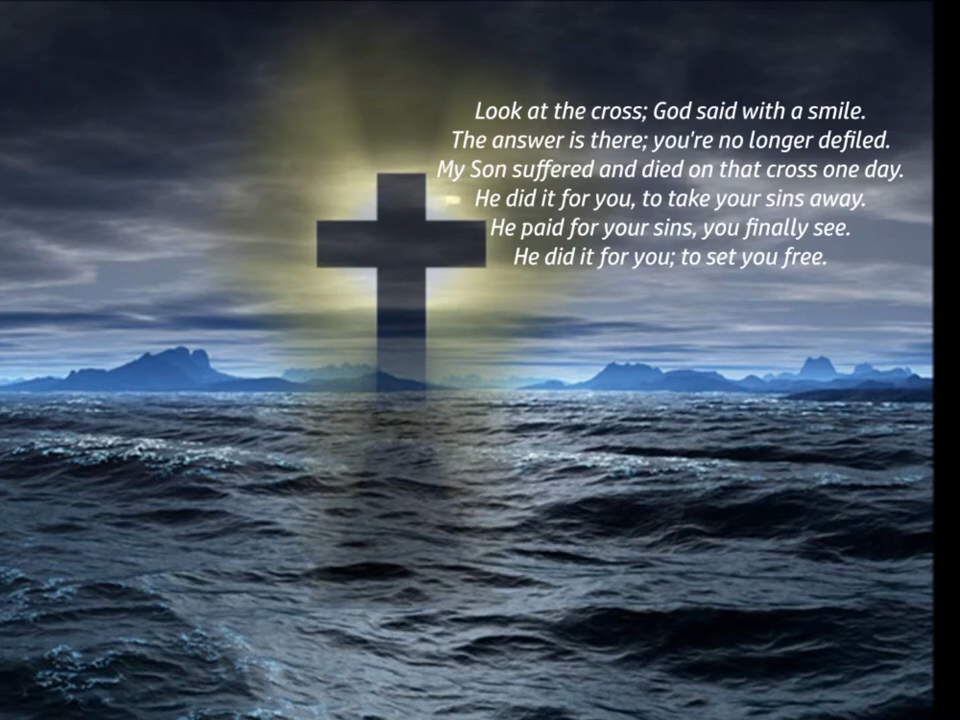 Look at the cross; God said with a smile.
The answer is there; you're no longer defiled.
My Son suffered and died on that cross one day.
He did it for you, to take your sins away.
He paid for your sins, you finally see.
He did it for you; to set you free.